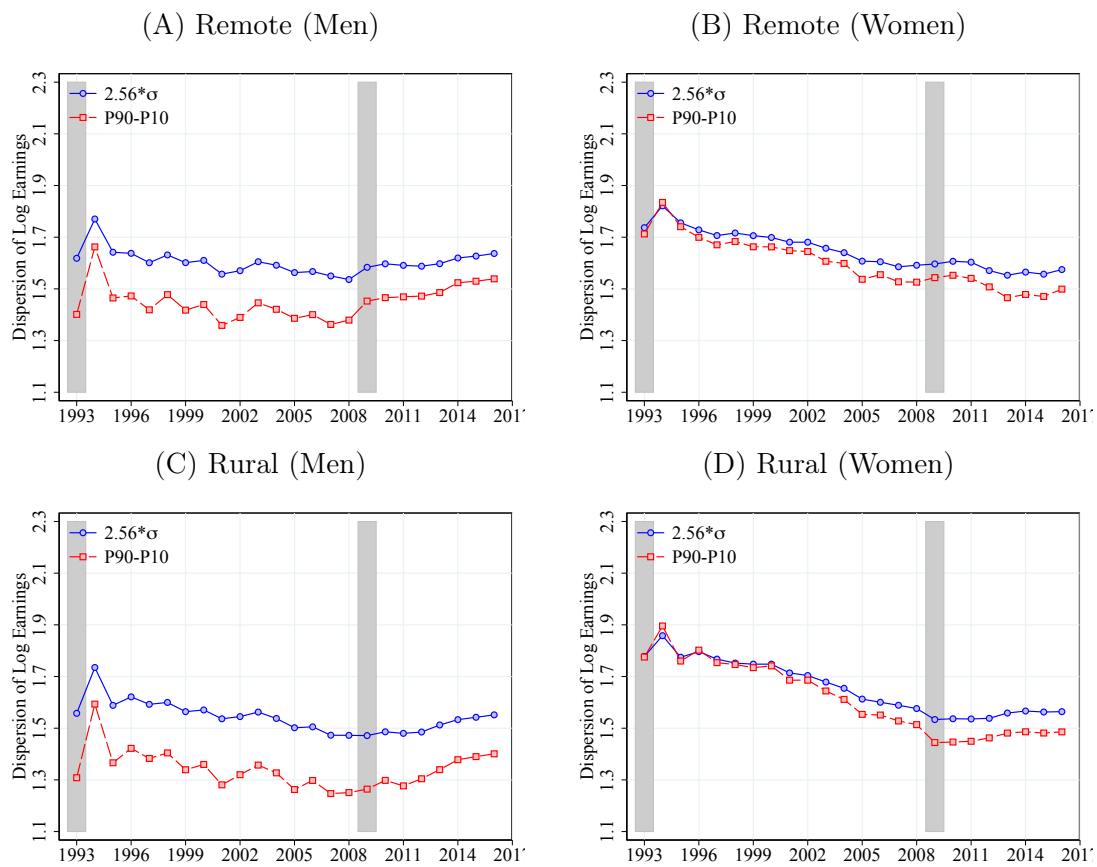 (A) Remote (Men)
2.56*σ
P90-P10
Dispersion of Log Earnings
2.3
2.1
1.9
1.7
1.5
1.3
1.1
1993 1996 1999 2002 2005 2008 2011 2014 2017
(B) Remote (Women)
2.56*σ
P90-P10
Dispersion of Log Earnings
2.3
2.1
1.9
1.7
1.5
1.3
1.1
1993 1996 1999 2002 2005 2008 2011 2014 2017
(C) Rural (Men)
2.56*σ
P90-P10
Dispersion of Log Earnings
2.3
2.1
1.9
1.7
1.5
1.3
1.1
1993 1996 1999 2002 2005 2008 2011 2014 2017
(D) Rural (Women)
2.56*σ
P90-P10
Dispersion of Log Earnings
2.3
2.1
1.9
1.7
1.5
1.3
1.1
1993 1996 1999 2002 2005 2008 2011 2014 2017